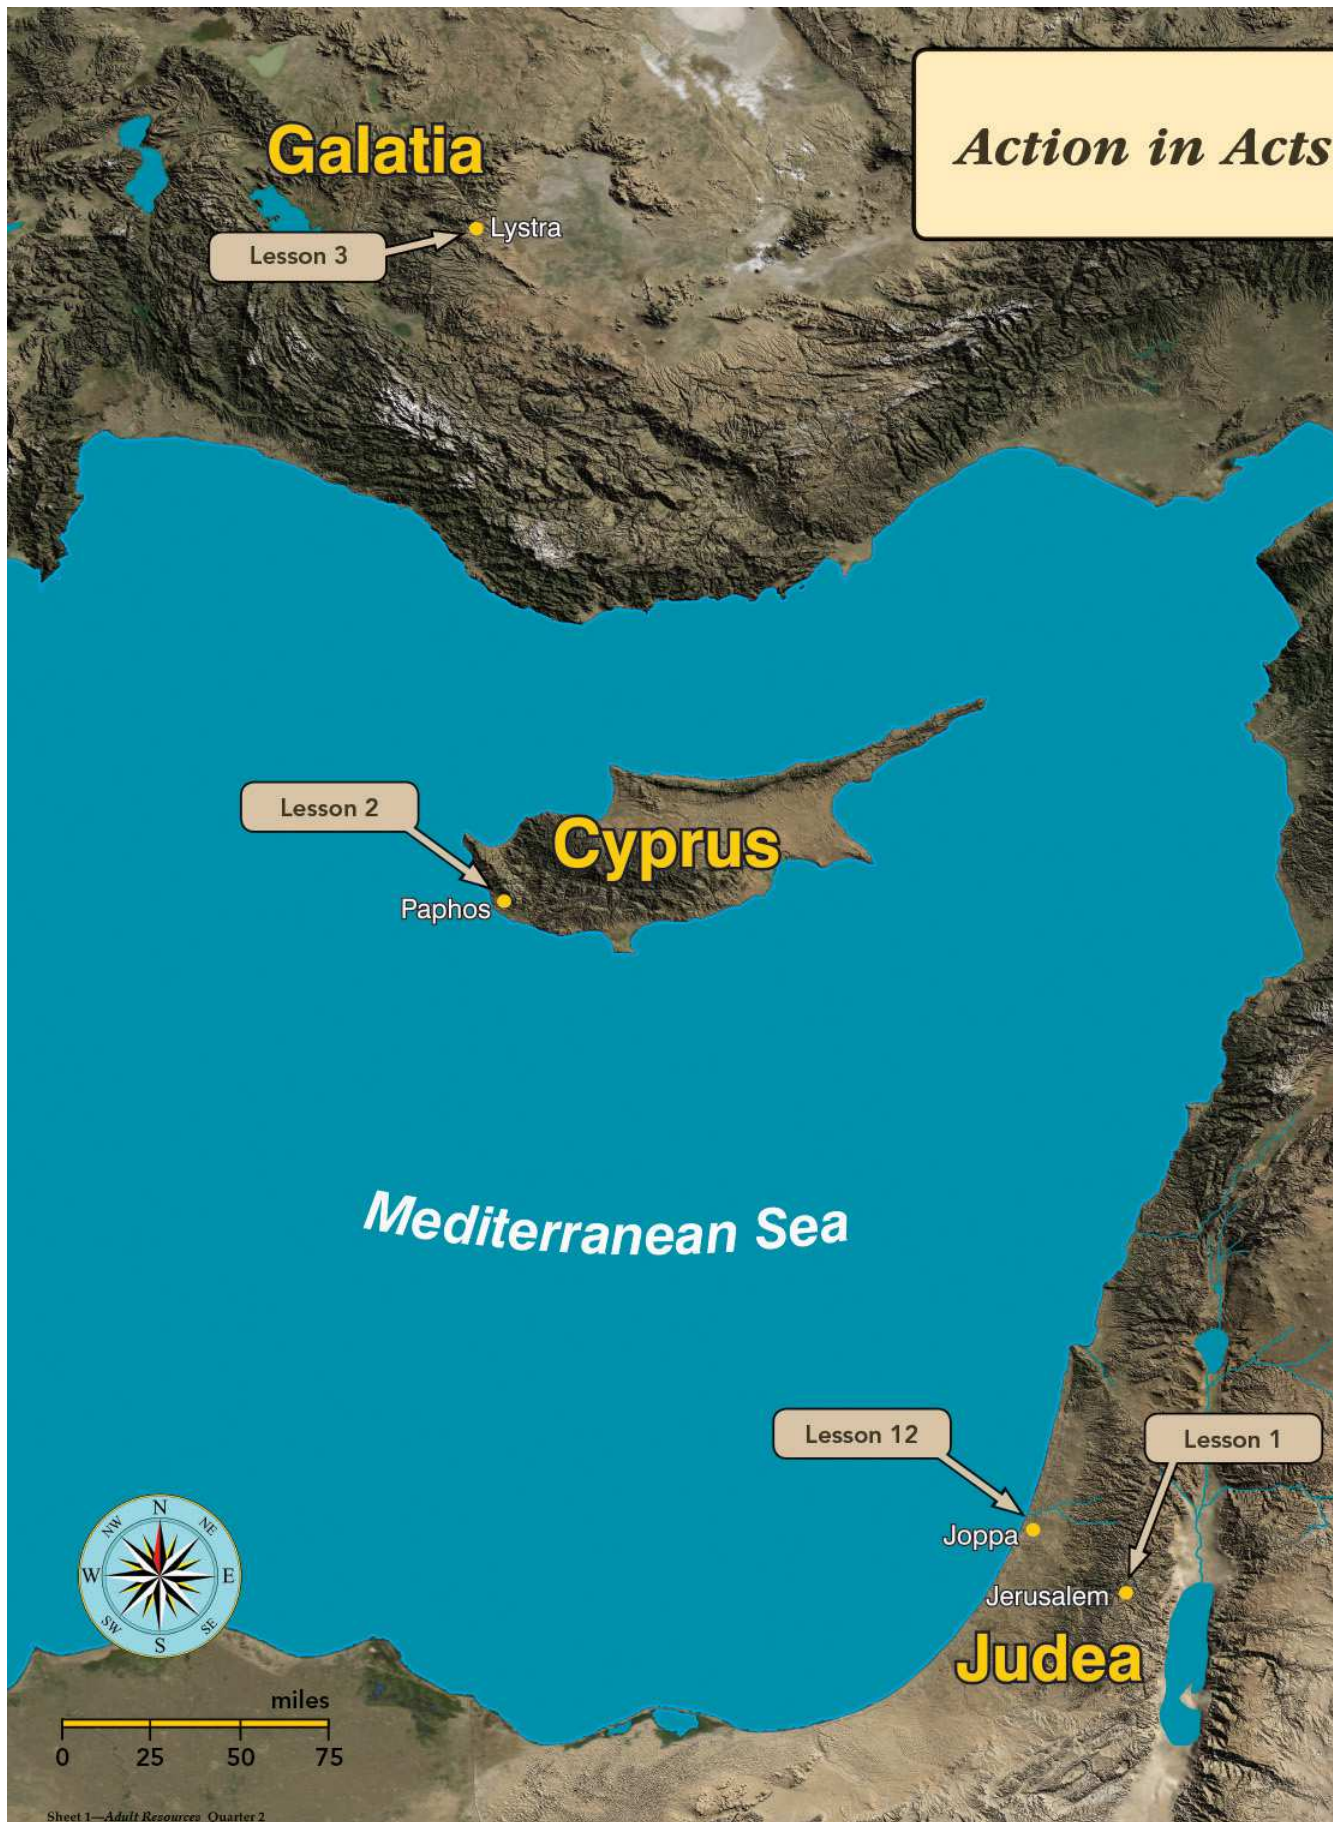 Action in Acts
Galatia
Lystra
Lesson 3
Lesson 2
Cyprus
Paphos
Mediterranean Sea
Lesson 12
Lesson 1
Joppa
Jerusalem
Judea
N
NW
NE
W
E
SW
SE
S
miles
0 25 50 75
Sheet 1—Adult Resources Quarter 2